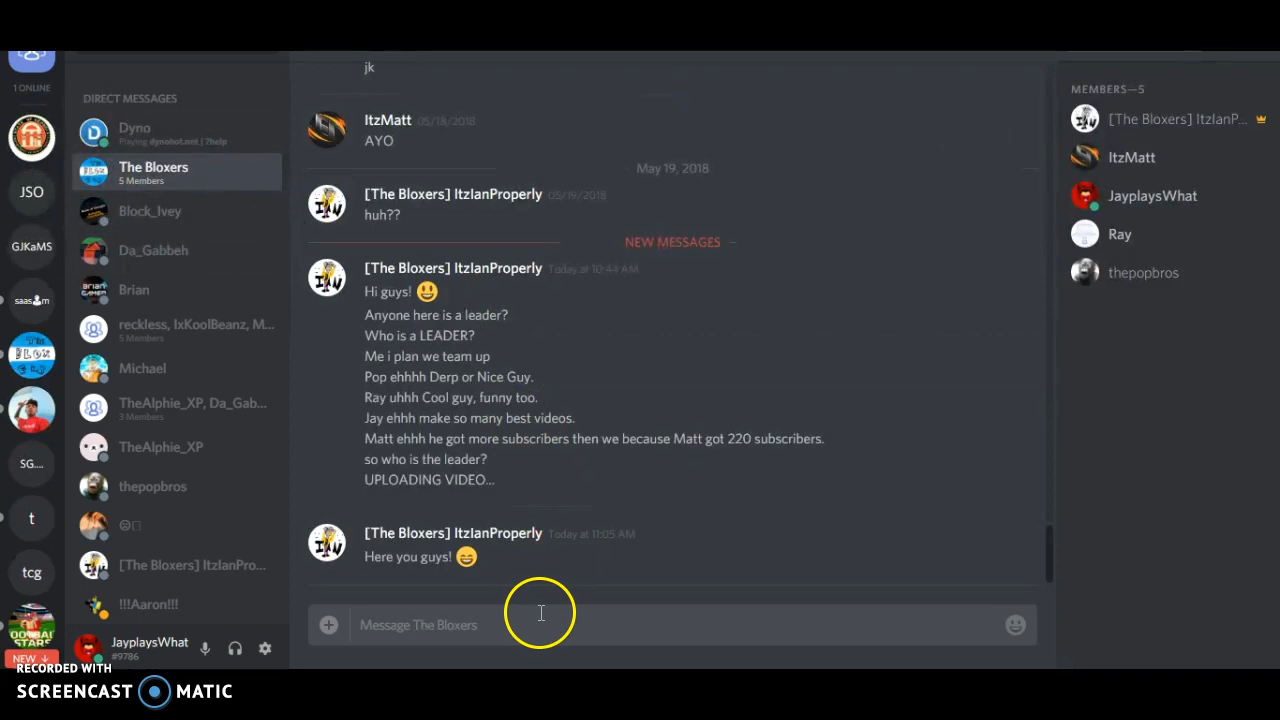 1 ONLINE
JSO
GJKaMS
saas m
THE
BLOX
SG....
t
tcg
NEW ↓
DIRECT MESSAGES
Dyno
Playing dynobot.net | ?help
The Bloxers
5 Members
Block_Ivey
Da_Gabbeh
Brian
reckless, IxKoolBeanz, M...
5 Members
Michael
TheAlphie_XP, Da_Gab...
3 Members
TheAlphie_XP
thepopbros
[The Bloxers] ItzIanPro...
!!!Aaron!!!
JayplaysWhat
#9786
jk
ItzMatt 05/18/2018
AYO
May 19, 2018
[The Bloxers] ItzIanProperly 05/19/2018
huh??
NEW MESSAGES
[The Bloxers] ItzIanProperly Today at 10:44 AM
Hi guys! 😃
Anyone here is a leader?
Who is a LEADER?
Me i plan we team up
Pop ehhhh Derp or Nice Guy.
Ray uhhh Cool guy, funny too.
Jay ehhh make so many best videos.
Matt ehhh he got more subscribers then we because Matt got 220 subscribers.
so who is the leader?
UPLOADING VIDEO...
[The Bloxers] ItzIanProperly Today at 11:05 AM
Here you guys! 😄
Message The Bloxers
MEMBERS—5
[The Bloxers] ItzIanP...
ItzMatt
JayplaysWhat
Ray
thepopbros
RECORDED WITH
SCREENCAST MATIC